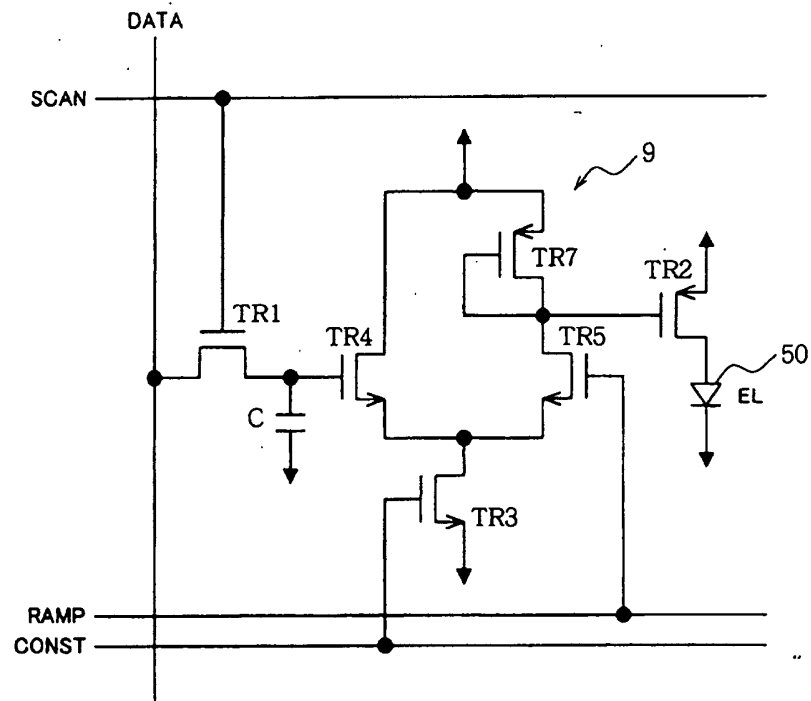 DATA
SCAN
9
TR7
TR2
TR1
TR4
TR5
50
EL
C
TR3
RAMP
CONST